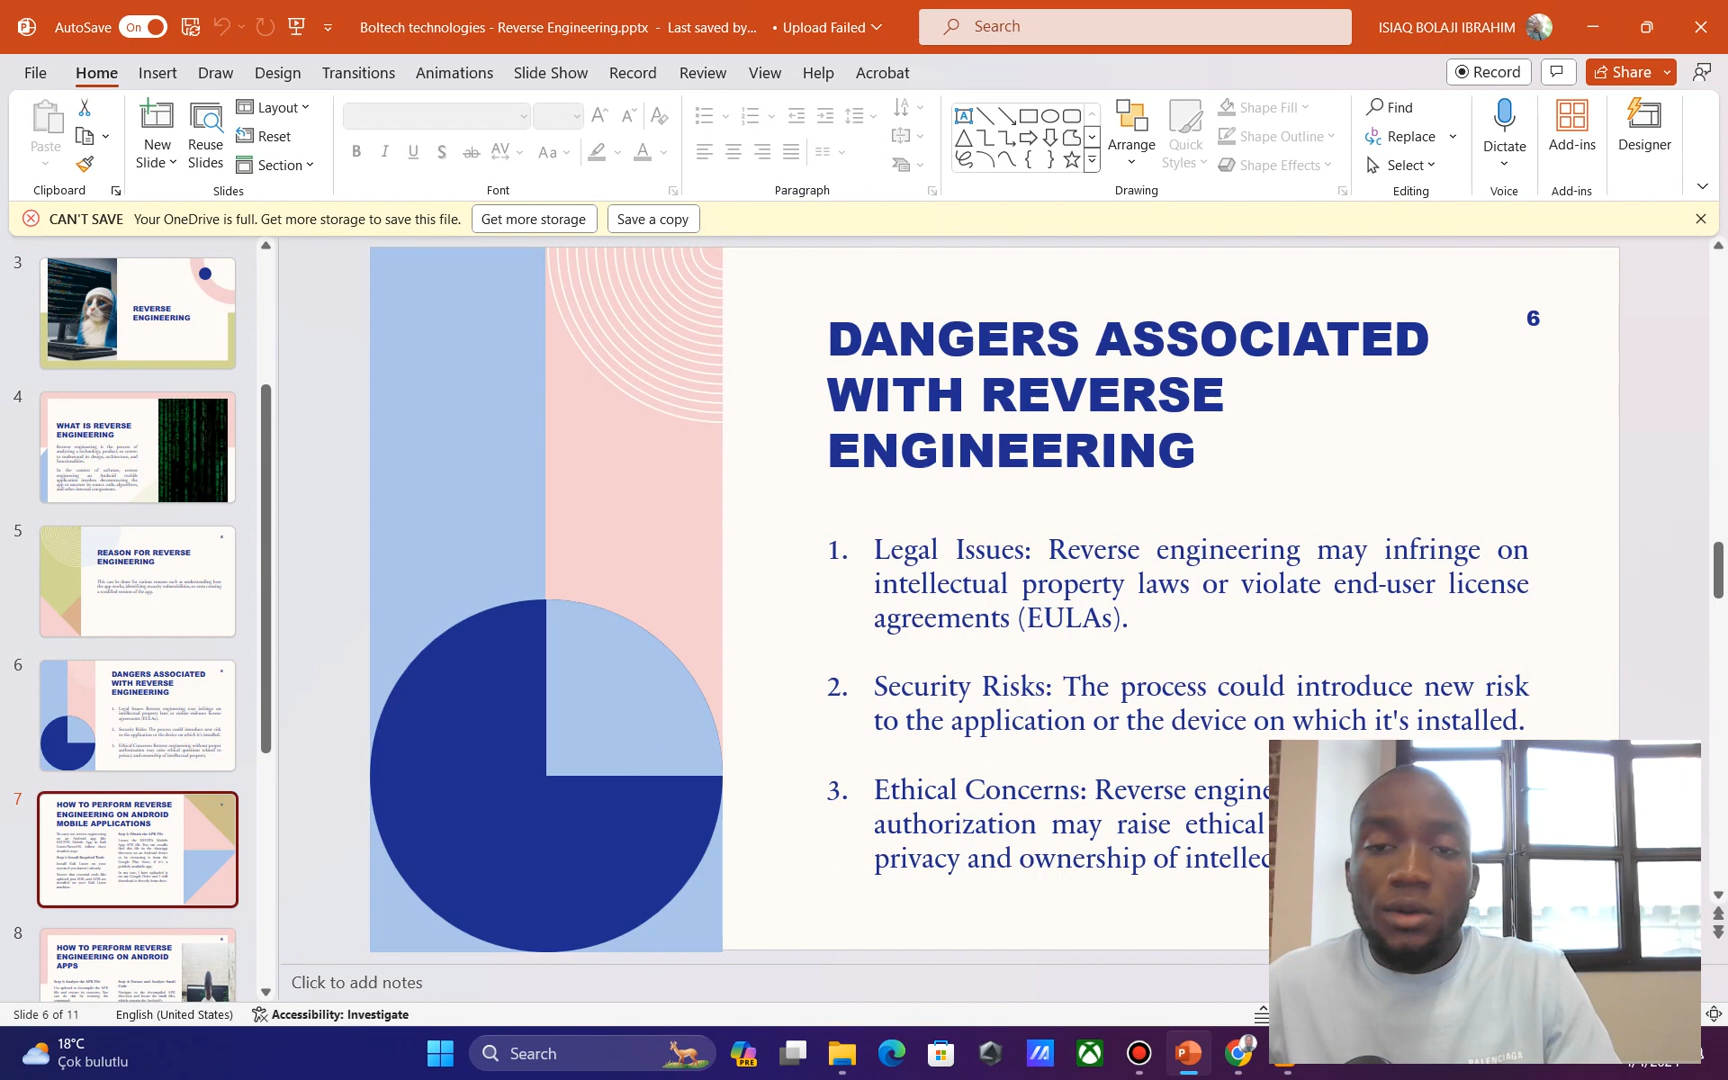 AutoSave On
Boltech technologies - Reverse Engineering.pptx - Last saved by... • Upload Failed
Search
ISIAQ BOLAJI IBRAHIM
File Home Insert Draw Design Transitions Animations Slide Show Record Review View Help Acrobat
Record
Share
Paste
New Slide
Reuse Slides
Layout
Reset
Section
Arrange
Quick Styles
Shape Fill
Shape Outline
Shape Effects
Find
Replace
Select
Dictate
Add-ins
Designer
Clipboard Slides Font Paragraph Drawing Editing Voice Add-ins
CAN'T SAVE Your OneDrive is full. Get more storage to save this file. Get more storage Save a copy
3
REVERSE
ENGINEERING
4
WHAT IS REVERSE
ENGINEERING
5
REASON FOR REVERSE
ENGINEERING
6
DANGERS ASSOCIATED
WITH REVERSE
ENGINEERING
7
HOW TO PERFORM REVERSE
ENGINEERING ON ANDROID
MOBILE APPLICATIONS
8
HOW TO PERFORM REVERSE
ENGINEERING ON ANDROID
APPS
6
DANGERS ASSOCIATED
WITH REVERSE
ENGINEERING
1. Legal Issues: Reverse engineering may infringe on
intellectual property laws or violate end-user license
agreements (EULAs).
2. Security Risks: The process could introduce new risk
to the application or the device on which it's installed.
3. Ethical Concerns: Reverse engine
authorization may raise ethical
privacy and ownership of intellec
Click to add notes
Slide 6 of 11 English (United States) Accessibility: Investigate
18°C
Çok bulutlu
Search
PRE
BALENCIAGA